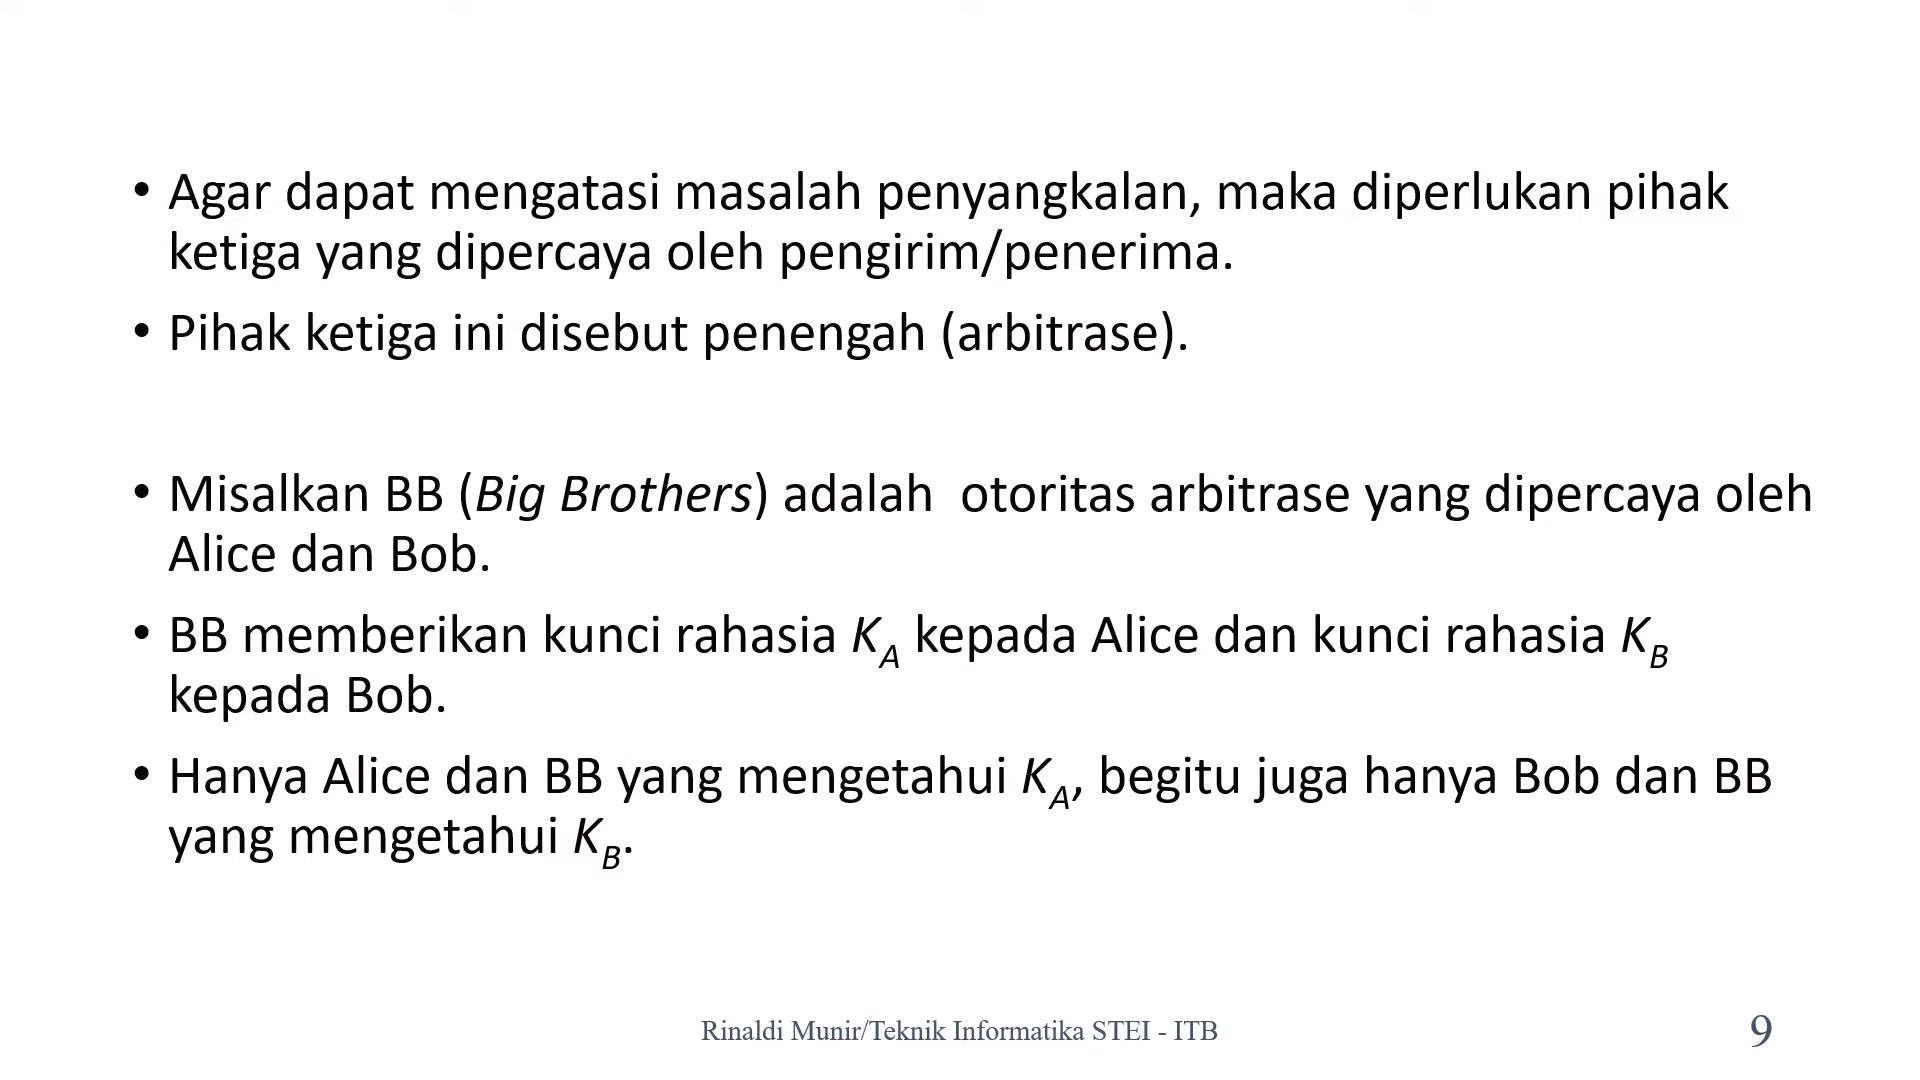 • Agar dapat mengatasi masalah penyangkalan, maka diperlukan pihak
ketiga yang dipercaya oleh pengirim/penerima.
• Pihak ketiga ini disebut penengah (arbitrase).
• Misalkan BB (Big Brothers) adalah  otoritas arbitrase yang dipercaya oleh
Alice dan Bob.
• BB memberikan kunci rahasia K_A kepada Alice dan kunci rahasia K_B
kepada Bob.
• Hanya Alice dan BB yang mengetahui K_A, begitu juga hanya Bob dan BB
yang mengetahui K_B.
Rinaldi Munir/Teknik Informatika STEI - ITB
9